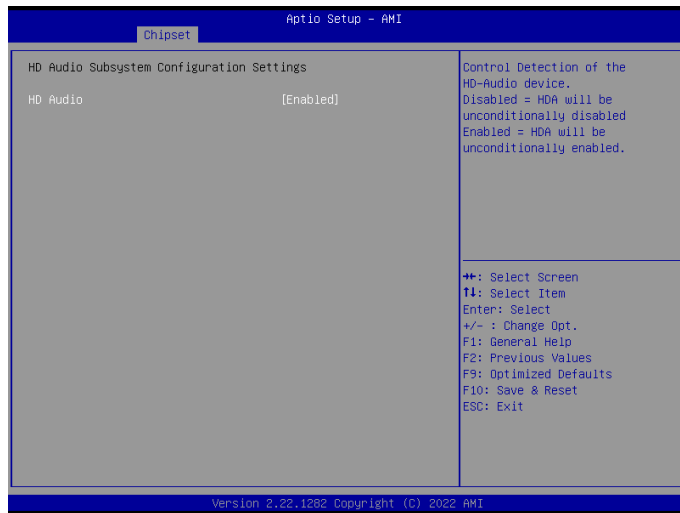 Aptio Setup – AMI
Chipset
HD Audio Subsystem Configuration Settings
HD Audio [Enabled]
Control Detection of the
HD-Audio device.
Disabled = HDA will be
unconditionally disabled
Enabled = HDA will be
unconditionally enabled.
→←: Select Screen
↑↓: Select Item
Enter: Select
+/- : Change Opt.
F1: General Help
F2: Previous Values
F9: Optimized Defaults
F10: Save & Reset
ESC: Exit
Version 2.22.1282 Copyright (C) 2022 AMI